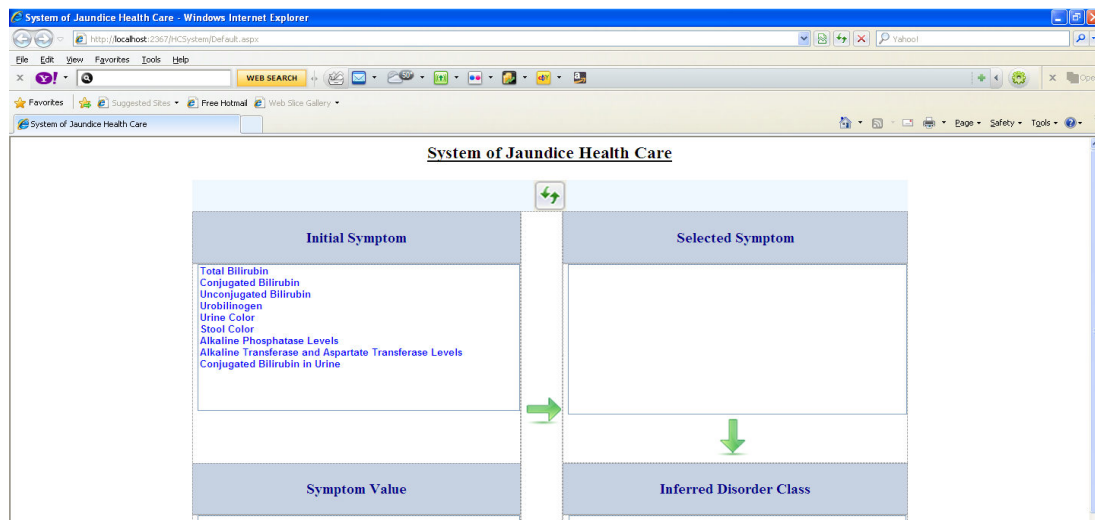 System of Jaundice Health Care - Windows Internet Explorer
http://localhost:2367/HCSystem/Default.aspx
Yahoo!
File Edit View Favorites Tools Help
Y! WEB SEARCH
Favorites Suggested Sites Free Hotmail Web Slice Gallery
System of Jaundice Health Care
Page Safety Tools
System of Jaundice Health Care
Initial Symptom
Selected Symptom
Total Bilirubin
Conjugated Bilirubin
Unconjugated Bilirubin
Urobilinogen
Urine Color
Stool Color
Alkaline Phosphatase Levels
Alkaline Transferase and Aspartate Transferase Levels
Conjugated Bilirubin in Urine
Symptom Value
Inferred Disorder Class